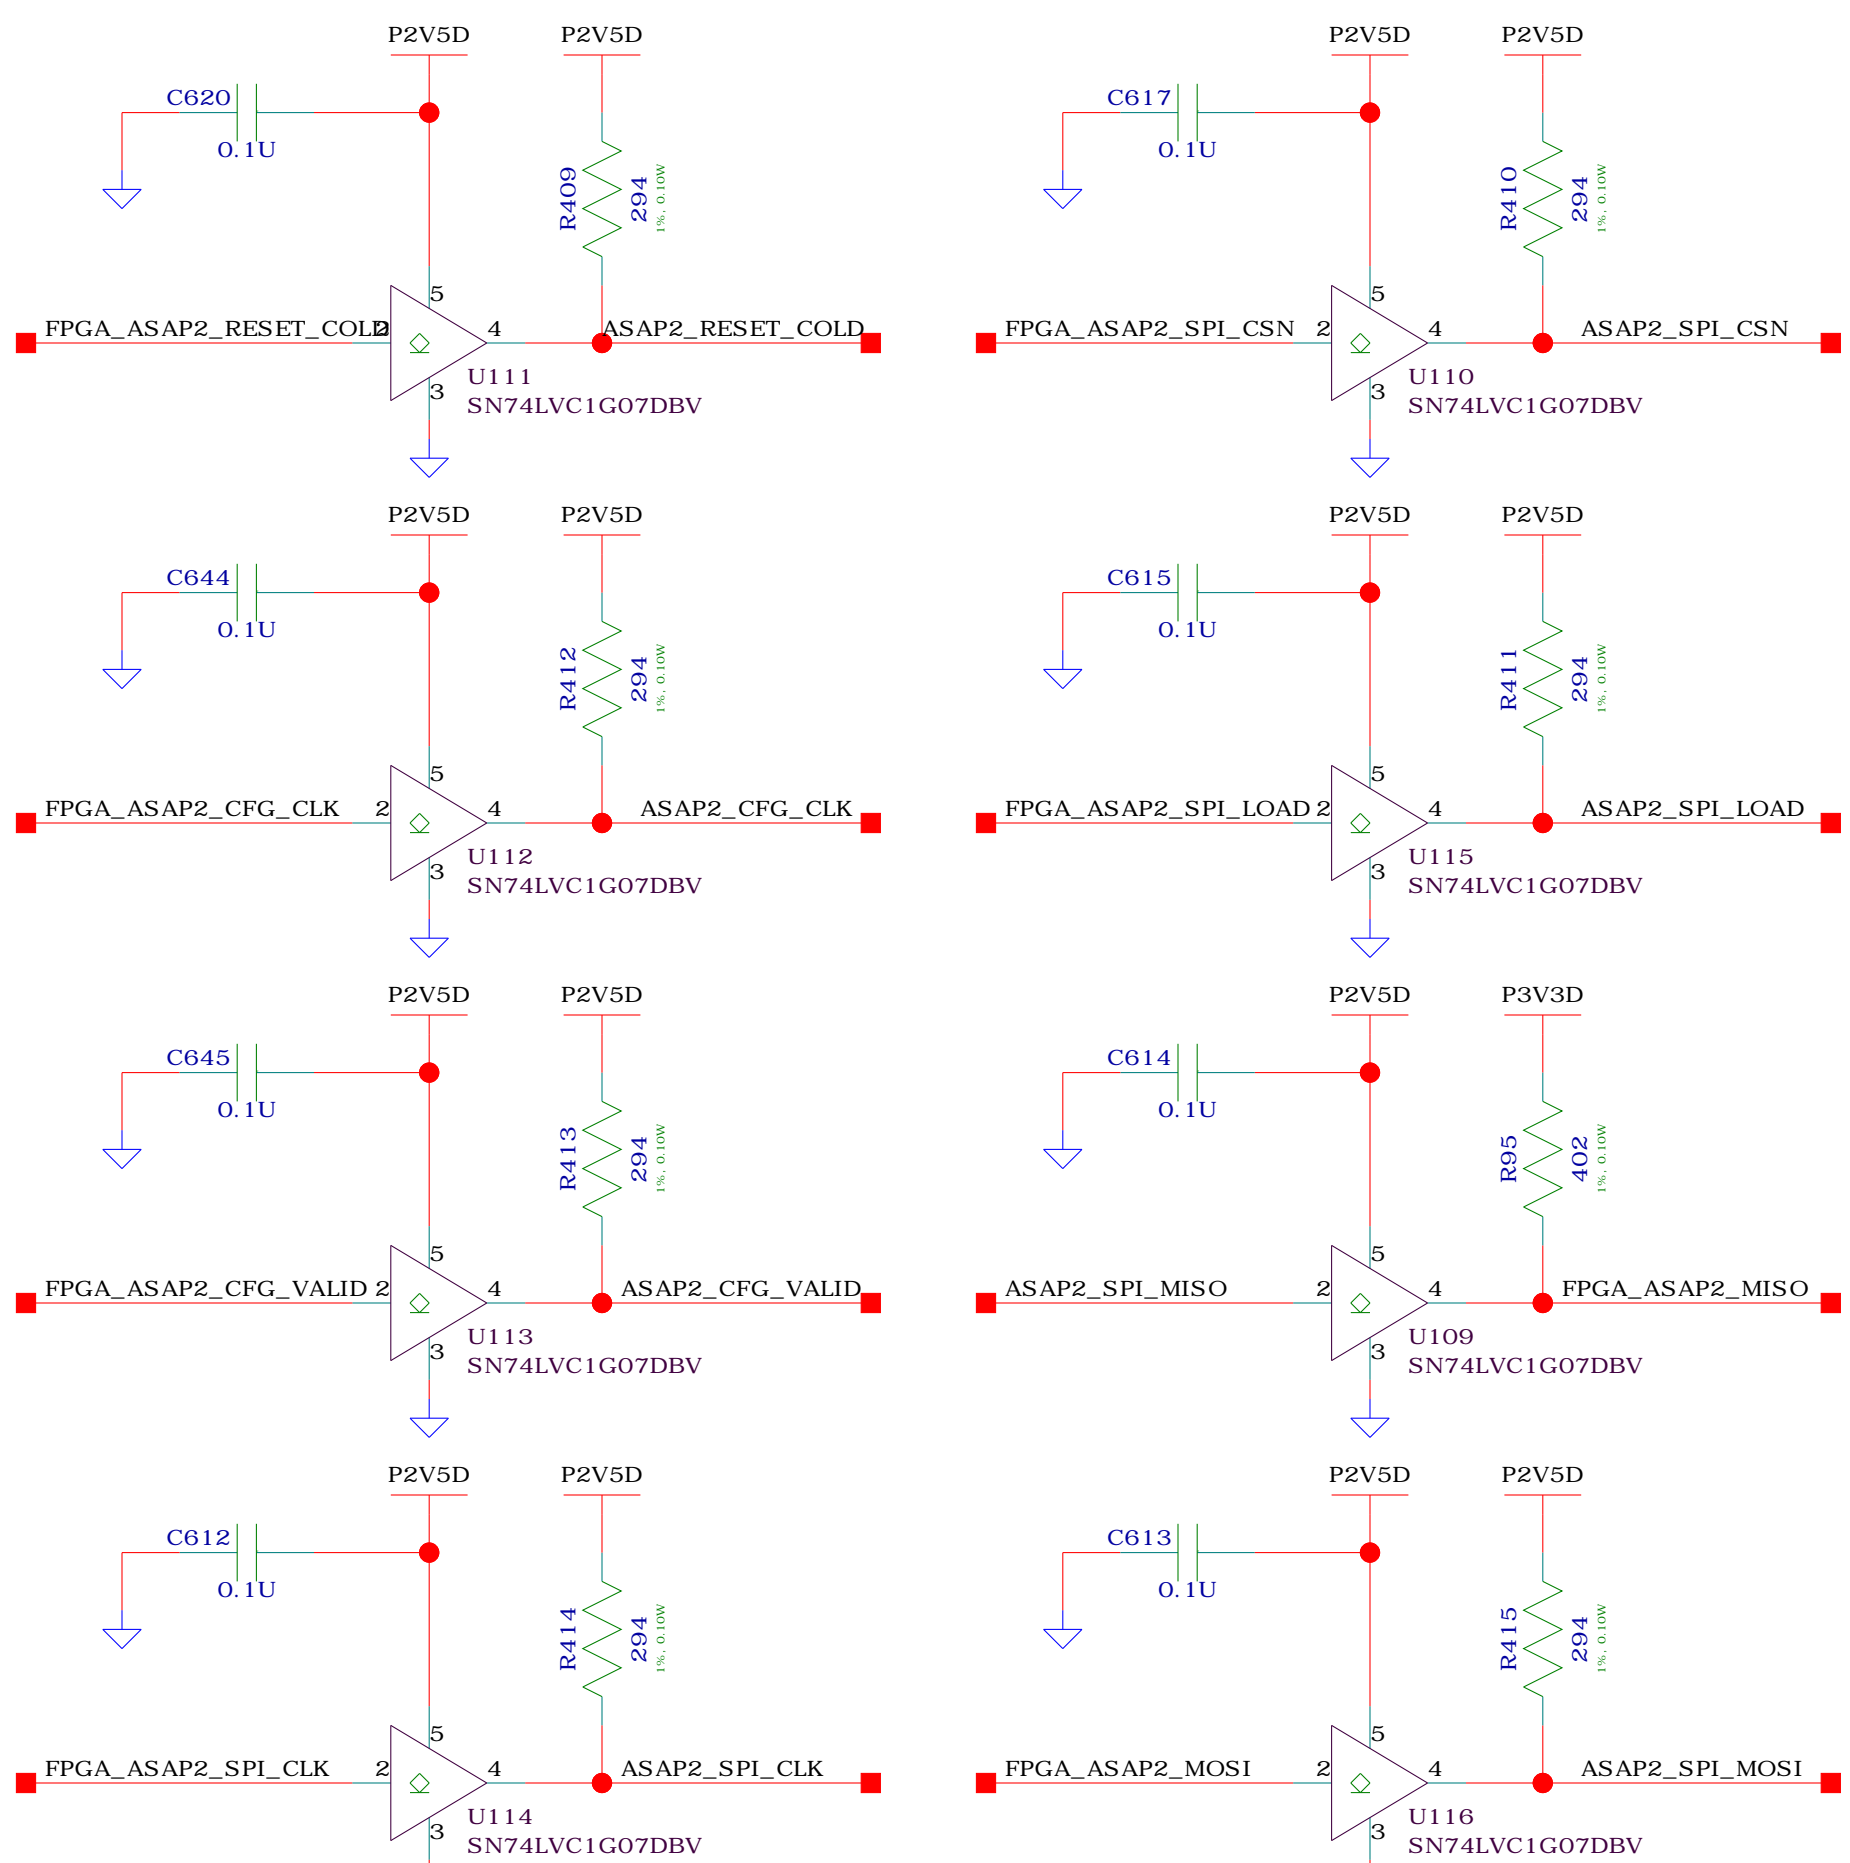 P2V5D P2V5D P2V5D P2V5D
C620 C617
0.1U 0.1U
R409 294 1%, 0.10W R410 294 1%, 0.10W
5 5
FPGA_ASAP2_RESET_COLD 2 4 ASAP2_RESET_COLD FPGA_ASAP2_SPI_CSN 2 4 ASAP2_SPI_CSN
U111 U110
3 3
SN74LVC1G07DBV SN74LVC1G07DBV
P2V5D P2V5D P2V5D P2V5D
C644 C615
0.1U 0.1U
R412 294 1%, 0.10W R411 294 1%, 0.10W
5 5
FPGA_ASAP2_CFG_CLK 2 4 ASAP2_CFG_CLK FPGA_ASAP2_SPI_LOAD 2 4 ASAP2_SPI_LOAD
U112 U115
3 3
SN74LVC1G07DBV SN74LVC1G07DBV
P2V5D P2V5D P2V5D P3V3D
C645 C614
0.1U 0.1U
R413 294 1%, 0.10W R95 402 1%, 0.10W
5 5
FPGA_ASAP2_CFG_VALID 2 4 ASAP2_CFG_VALID ASAP2_SPI_MISO 2 4 FPGA_ASAP2_MISO
U113 U109
3 3
SN74LVC1G07DBV SN74LVC1G07DBV
P2V5D P2V5D P2V5D P2V5D
C612 C613
0.1U 0.1U
R414 294 1%, 0.10W R415 294 1%, 0.10W
5 5
FPGA_ASAP2_SPI_CLK 2 4 ASAP2_SPI_CLK FPGA_ASAP2_MOSI 2 4 ASAP2_SPI_MOSI
U114 U116
3 3
SN74LVC1G07DBV SN74LVC1G07DBV